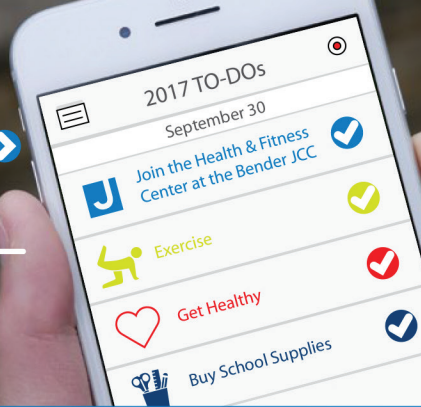 2017 TO-DOs
September 30
J
Join the Health & Fitness
Center at the Bender JCC
Exercise
Get Healthy
Buy School Supplies